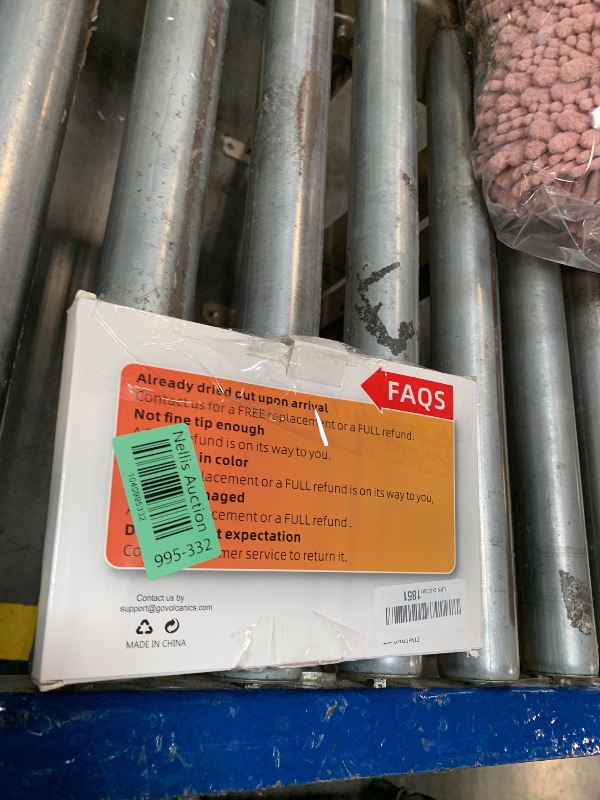 FAQS
Already dried out upon arrival
Contact us for a FREE replacement or a FULL refund.
Not fine tip enough
refund is on its way to you.
in color
lacement or a FULL refund is on its way to you,
maged
cement or a FULL refund .
t expectation
mer service to return it.
Nellis Auction
1040995332
995-332
Contact us by
support@govolcanics.com
MADE IN CHINA
1851